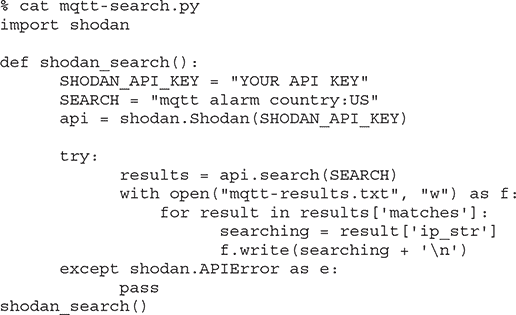 % cat mqtt-search.py
import shodan

def shodan_search():
      SHODAN_API_KEY = "YOUR API KEY"
      SEARCH = "mqtt alarm country:US"
      api = shodan.Shodan(SHODAN_API_KEY)

      try:
            results = api.search(SEARCH)
            with open("mqtt-results.txt", "w") as f:
                for result in results['matches']:
                      searching = result['ip_str']
                      f.write(searching + '\n')
      except shodan.APIError as e:
            pass
shodan_search()